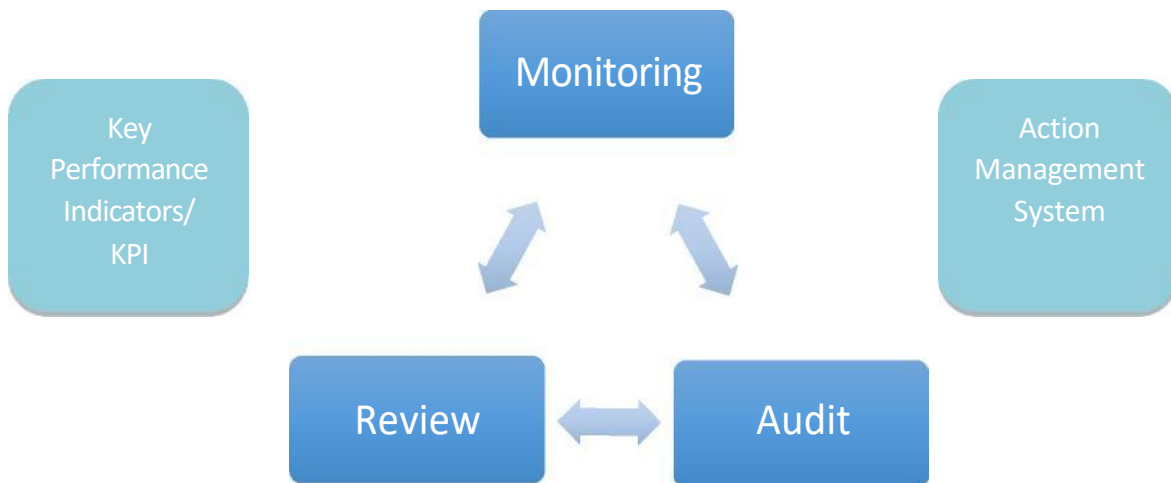 Monitoring
Key
Performance
Indicators/
KPI
Action
Management
System
Review
Audit